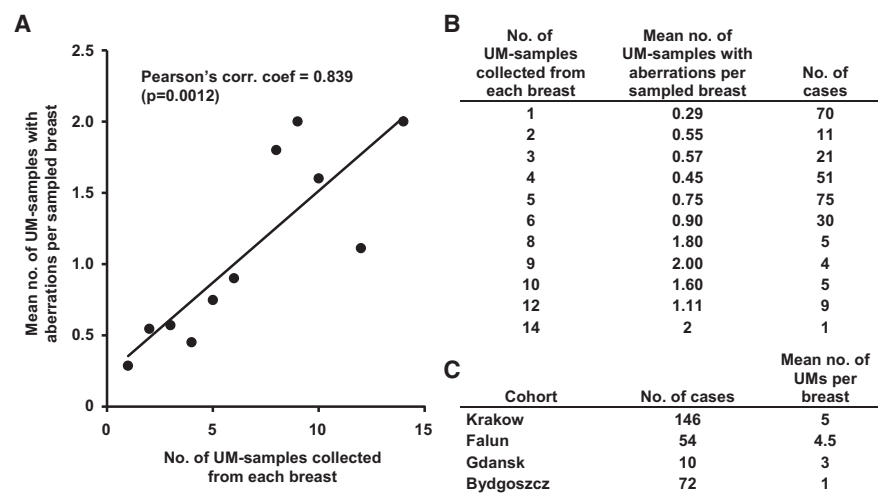 A
2.5
2.0
1.5
1.0
0.5
0
0 5 10 15
Pearson's corr. coef = 0.839
(p=0.0012)
Mean no. of UM-samples with
aberrations per sampled breast
No. of UM-samples collected
from each breast
B
No. of
UM-samples
collected from
each breast
Mean no. of
UM-samples with
aberrations per
sampled breast
No. of
cases
1 0.29 70
2 0.55 11
3 0.57 21
4 0.45 51
5 0.75 75
6 0.90 30
8 1.80 5
9 2.00 4
10 1.60 5
12 1.11 9
14 2 1
C
Cohort
No. of cases
Mean no. of
UMs per
breast
Krakow 146 5
Falun 54 4.5
Gdansk 10 3
Bydgoszcz 72 1